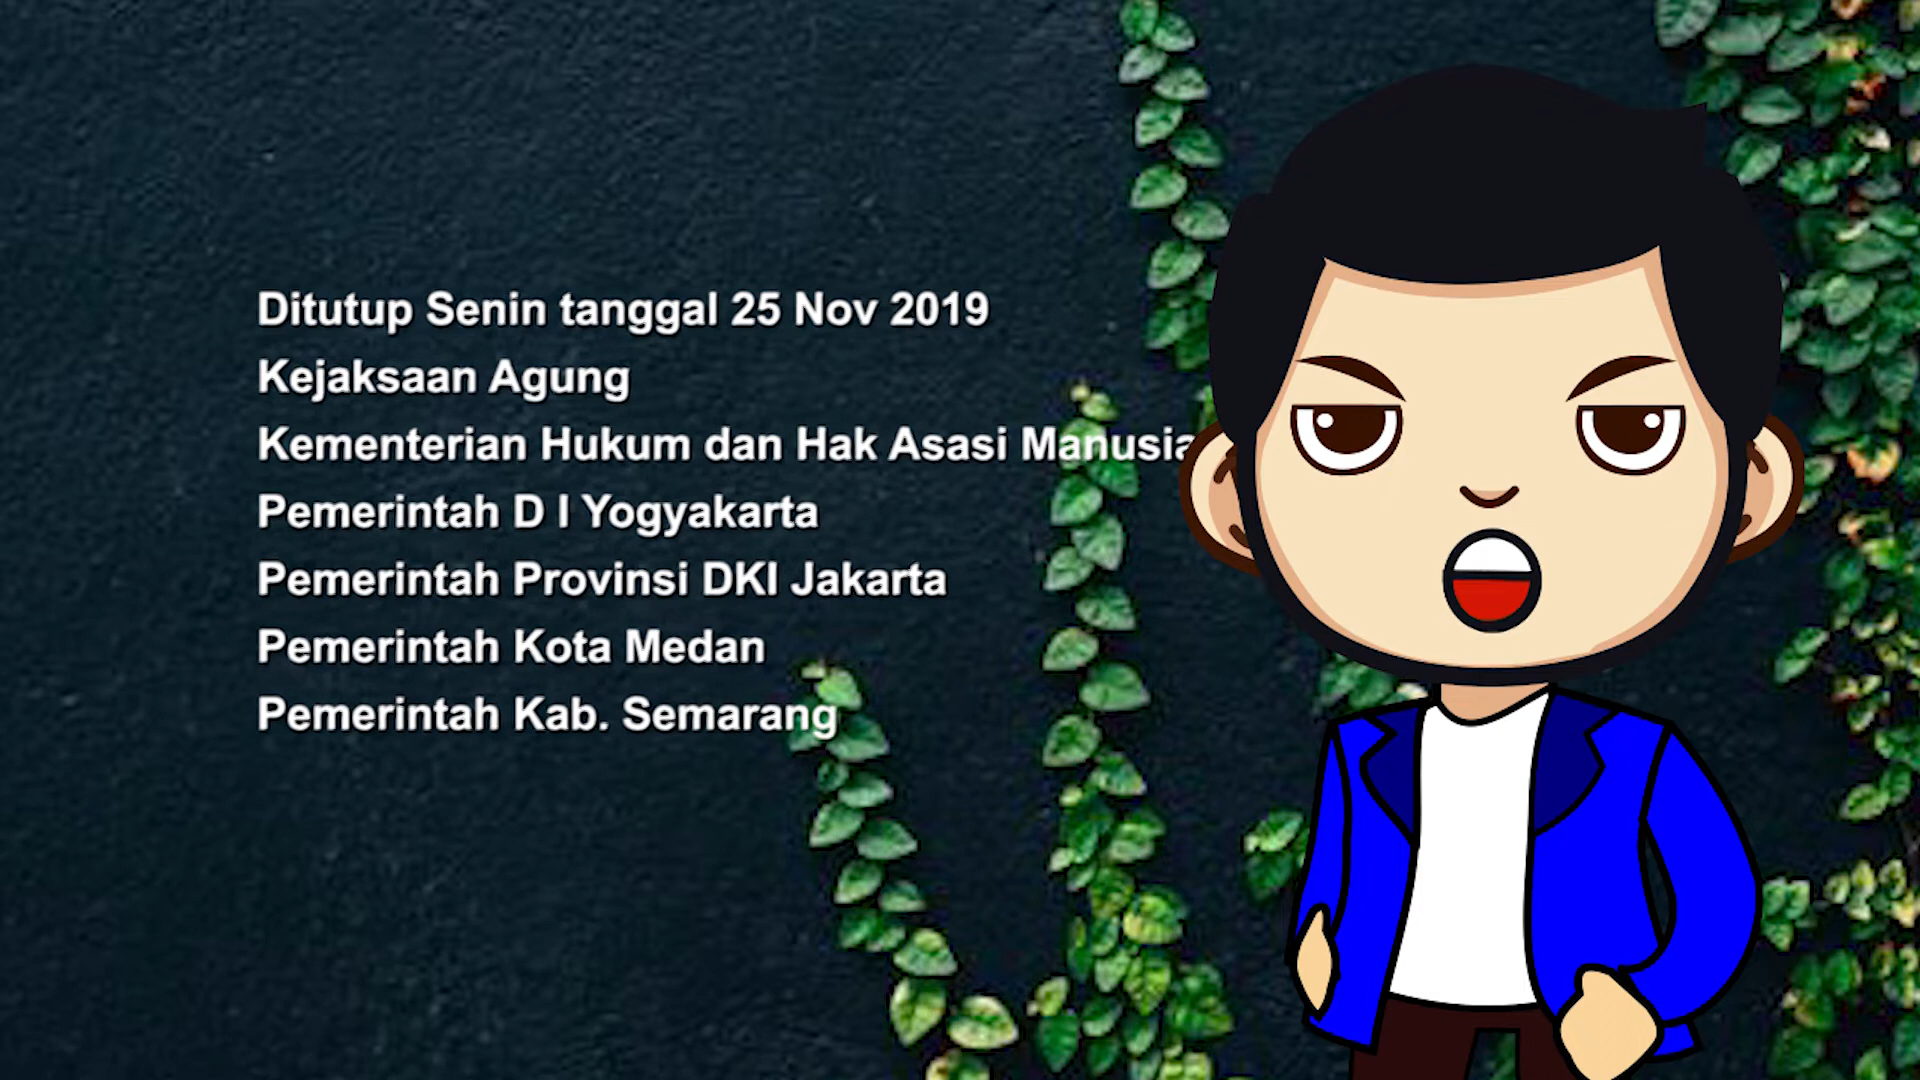 Ditutup Senin tanggal 25 Nov 2019
Kejaksaan Agung
Kementerian Hukum dan Hak Asasi Manusia
Pemerintah D I Yogyakarta
Pemerintah Provinsi DKI Jakarta
Pemerintah Kota Medan
Pemerintah Kab. Semarang